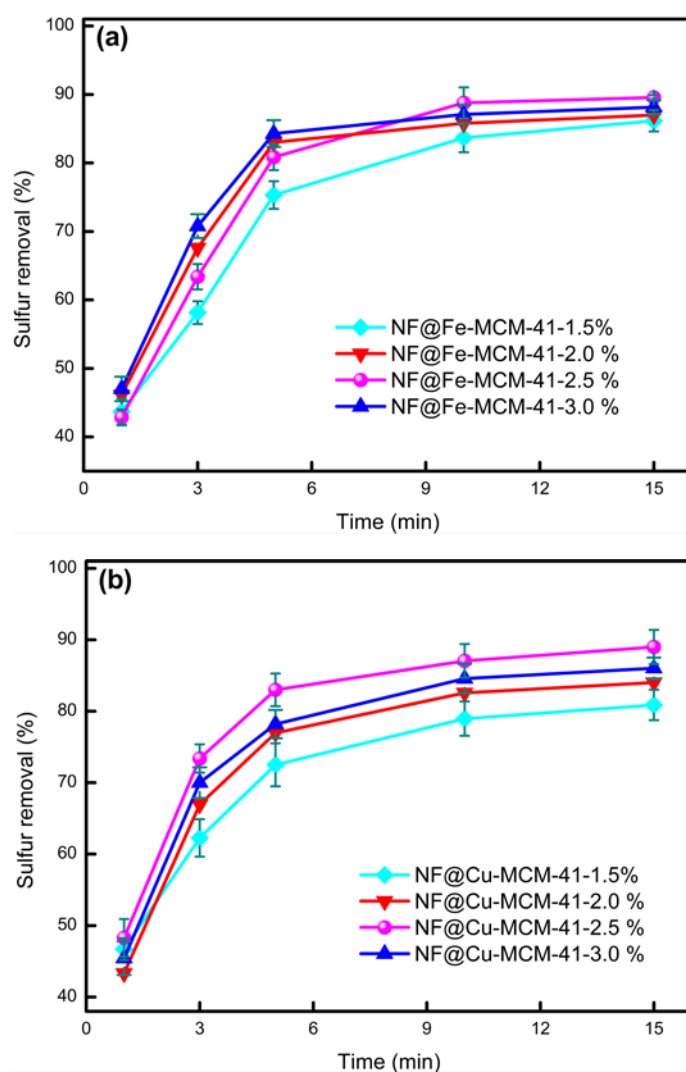 (a)
100
90
80
70
60
50
40
Sulfur removal (%)
NF@Fe-MCM-41-1.5%
NF@Fe-MCM-41-2.0 %
NF@Fe-MCM-41-2.5 %
NF@Fe-MCM-41-3.0 %
0 3 6 9 12 15
Time (min)
(b)
100
90
80
70
60
50
40
Sulfur removal (%)
NF@Cu-MCM-41-1.5%
NF@Cu-MCM-41-2.0 %
NF@Cu-MCM-41-2.5 %
NF@Cu-MCM-41-3.0 %
0 3 6 9 12 15
Time (min)